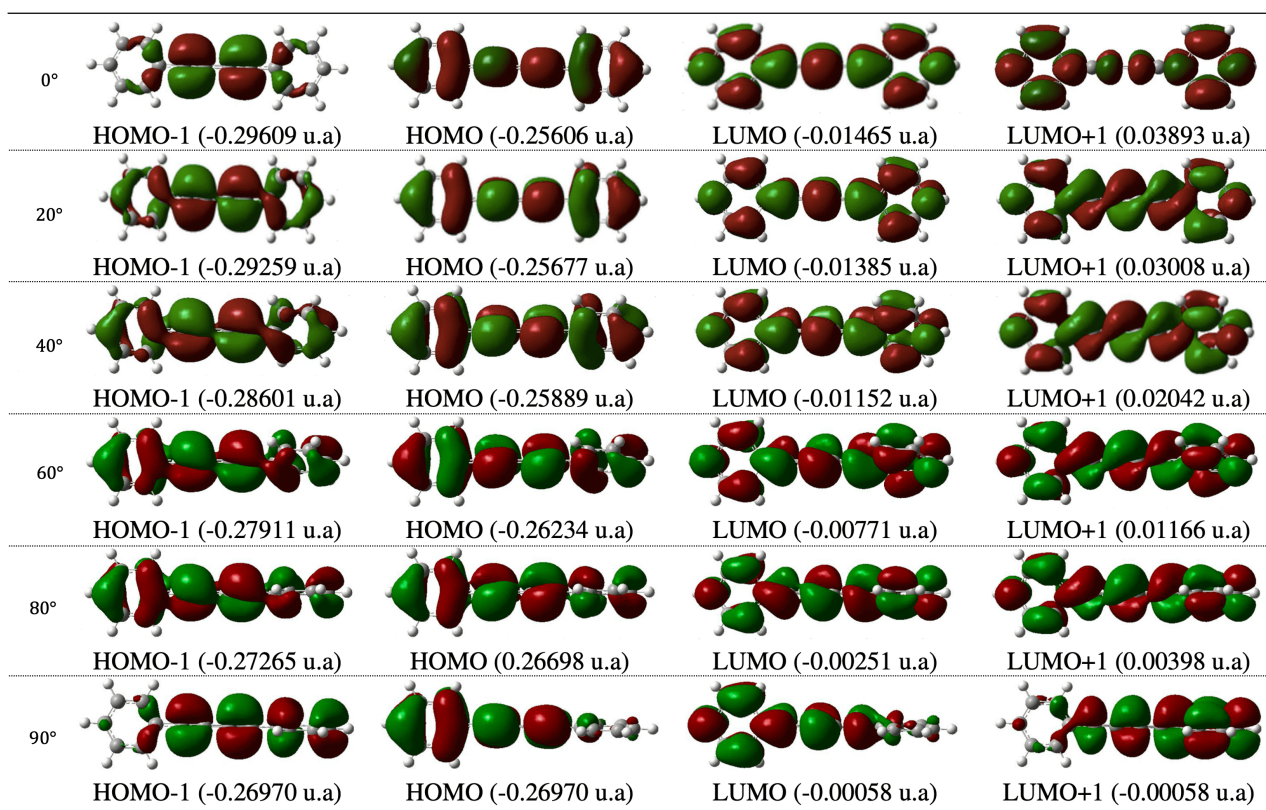 0°
HOMO-1 (-0.29609 u.a) HOMO (-0.25606 u.a) LUMO (-0.01465 u.a) LUMO+1 (0.03893 u.a)
20°
HOMO-1 (-0.29259 u.a) HOMO (-0.25677 u.a) LUMO (-0.01385 u.a) LUMO+1 (0.03008 u.a)
40°
HOMO-1 (-0.28601 u.a) HOMO (-0.25889 u.a) LUMO (-0.01152 u.a) LUMO+1 (0.02042 u.a)
60°
HOMO-1 (-0.27911 u.a) HOMO (-0.26234 u.a) LUMO (-0.00771 u.a) LUMO+1 (0.01166 u.a)
80°
HOMO-1 (-0.27265 u.a) HOMO (0.26698 u.a) LUMO (-0.00251 u.a) LUMO+1 (0.00398 u.a)
90°
HOMO-1 (-0.26970 u.a) HOMO (-0.26970 u.a) LUMO (-0.00058 u.a) LUMO+1 (-0.00058 u.a)